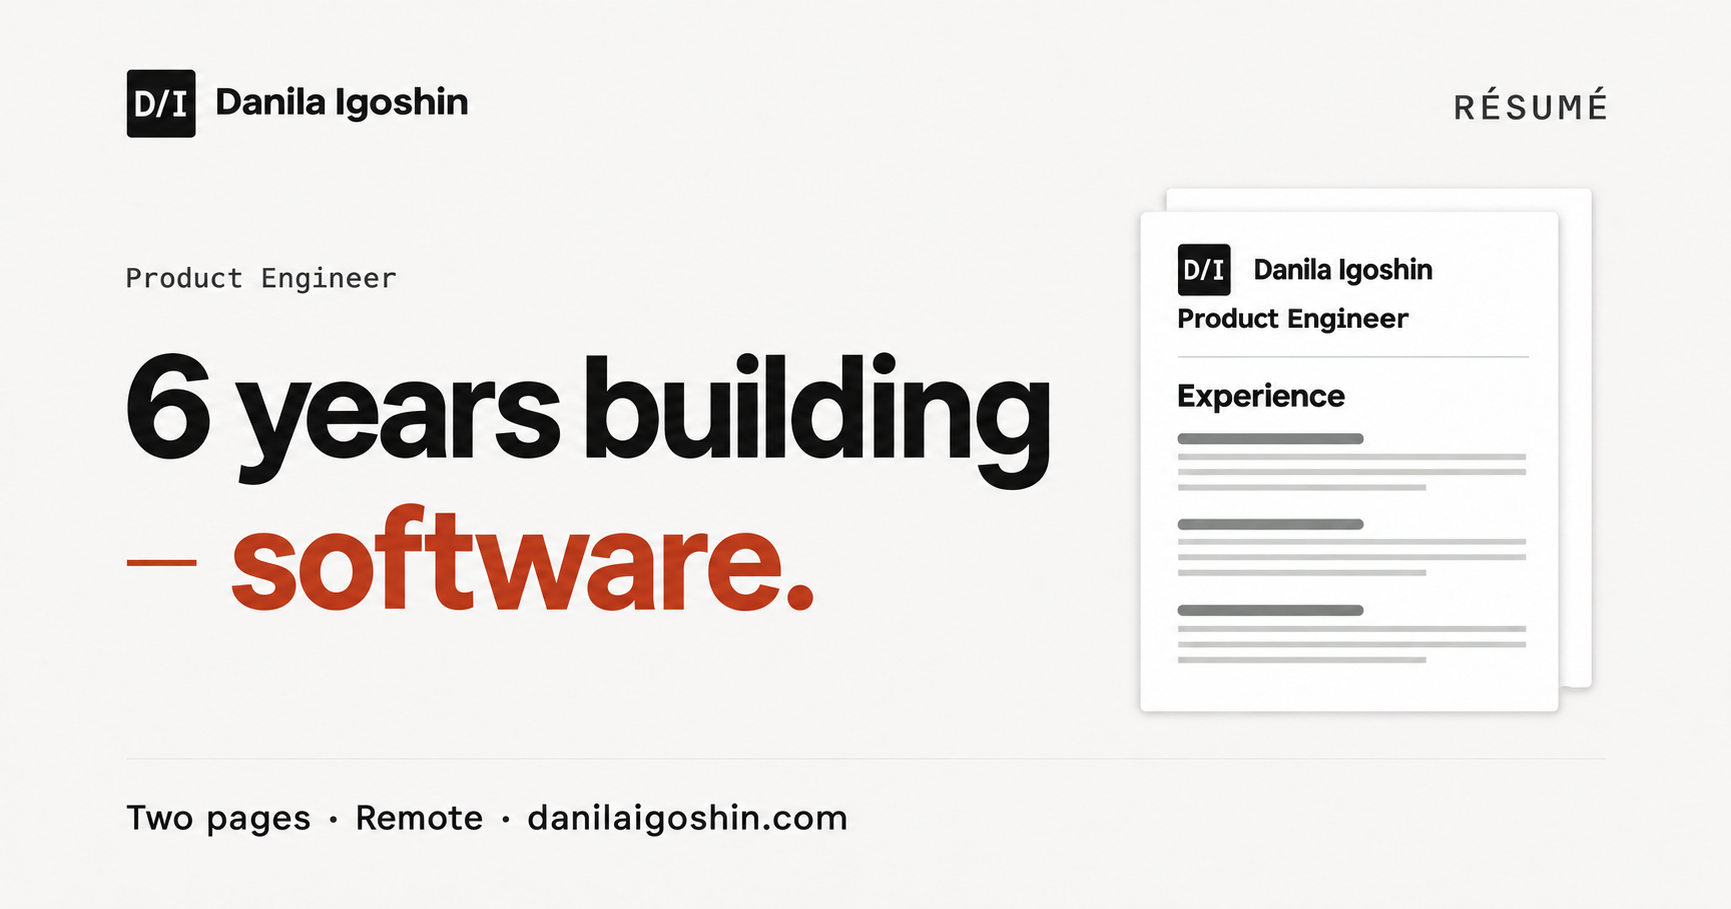 D/I Danila Igoshin
RÉSUMÉ
Product Engineer
6 years building
— software.
D/I Danila Igoshin
Product Engineer
Experience
Two pages · Remote · danilaigoshin.com